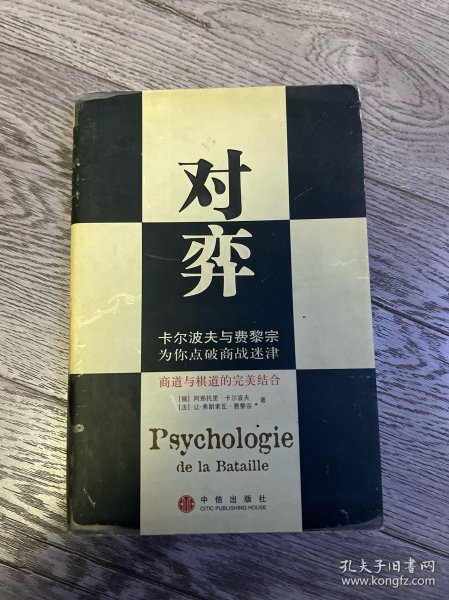 对
弈
卡尔波夫与费黎宗
为你点破商战迷津
商道与棋道的完美结合
[俄] 阿那托里·卡尔波夫
[法] 让·弗朗索瓦·费黎宗 著
Psychologie
de la Bataille
中信出版社
CITIC PUBLISHING HOUSE
孔夫子旧书网
www.kongfz.com